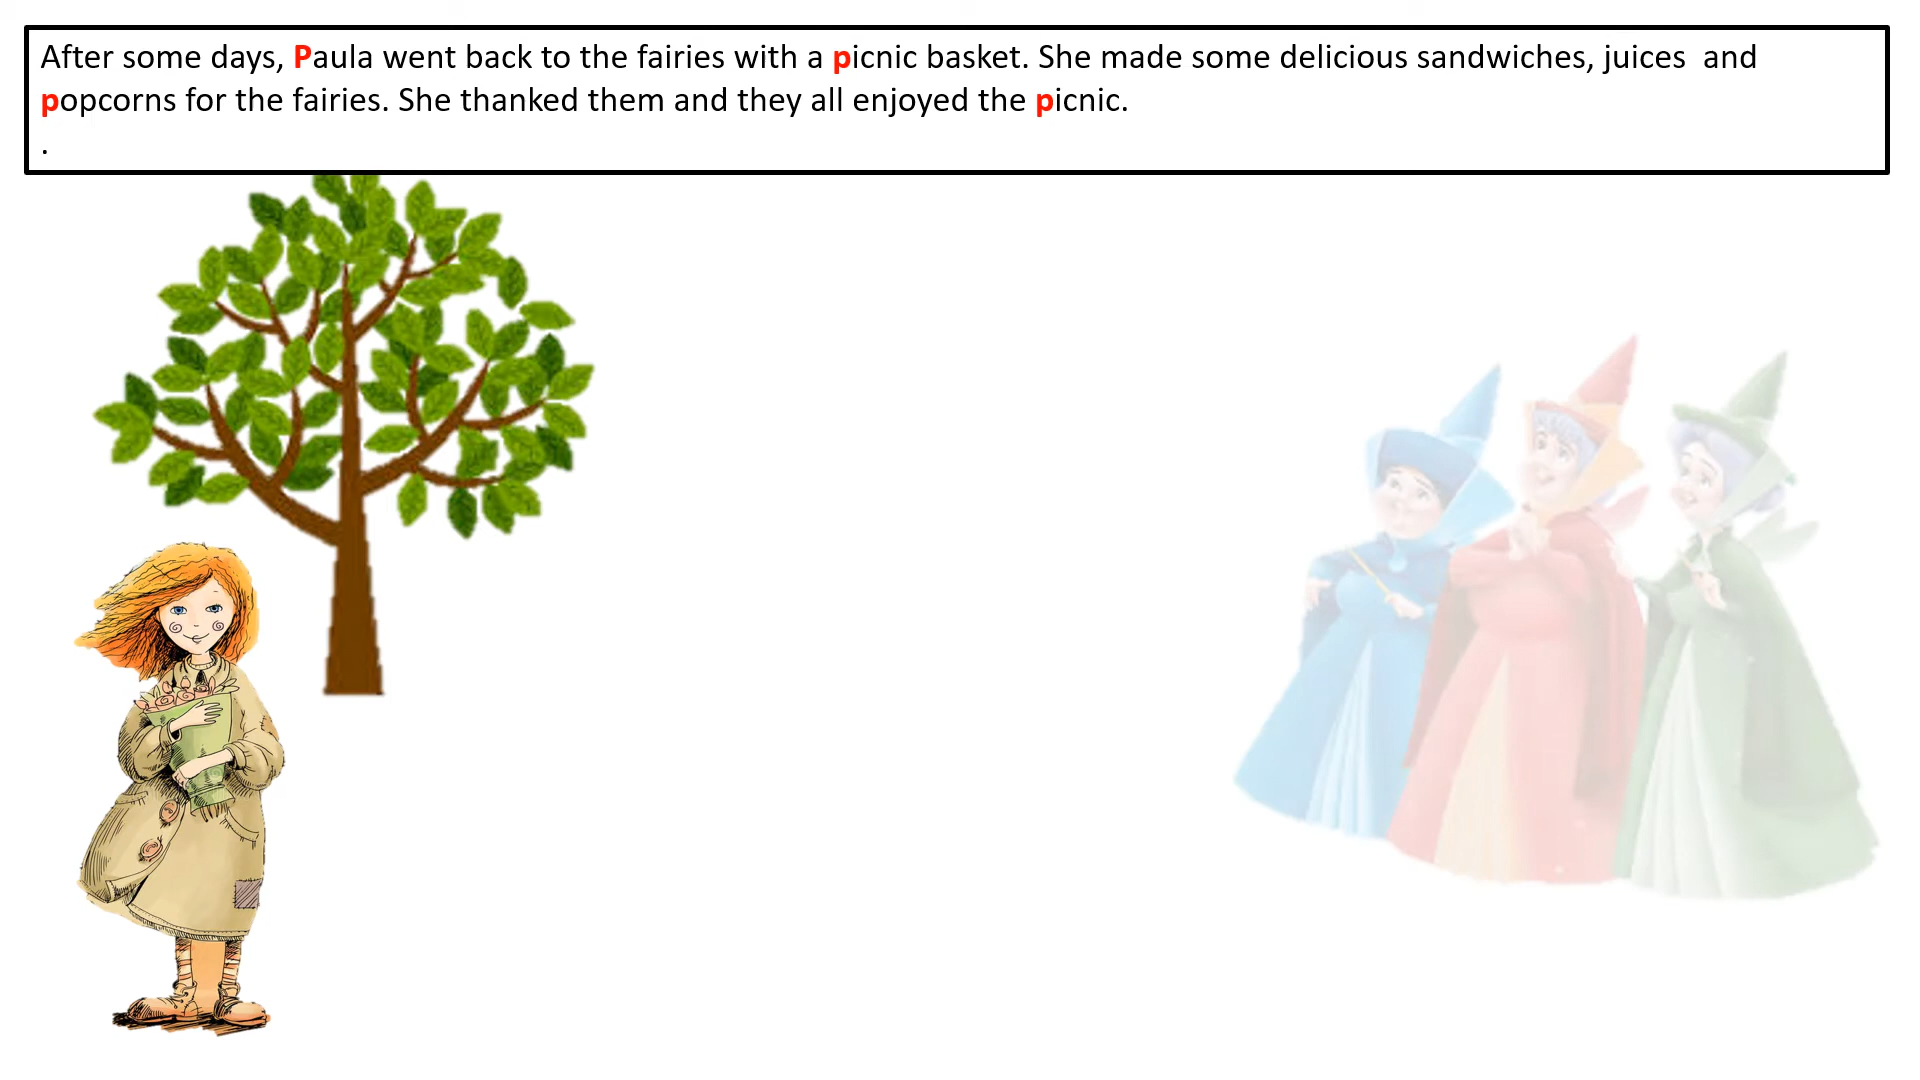 After some days, Paula went back to the fairies with a picnic basket. She made some delicious sandwiches, juices  and
popcorns for the fairies. She thanked them and they all enjoyed the picnic.
.